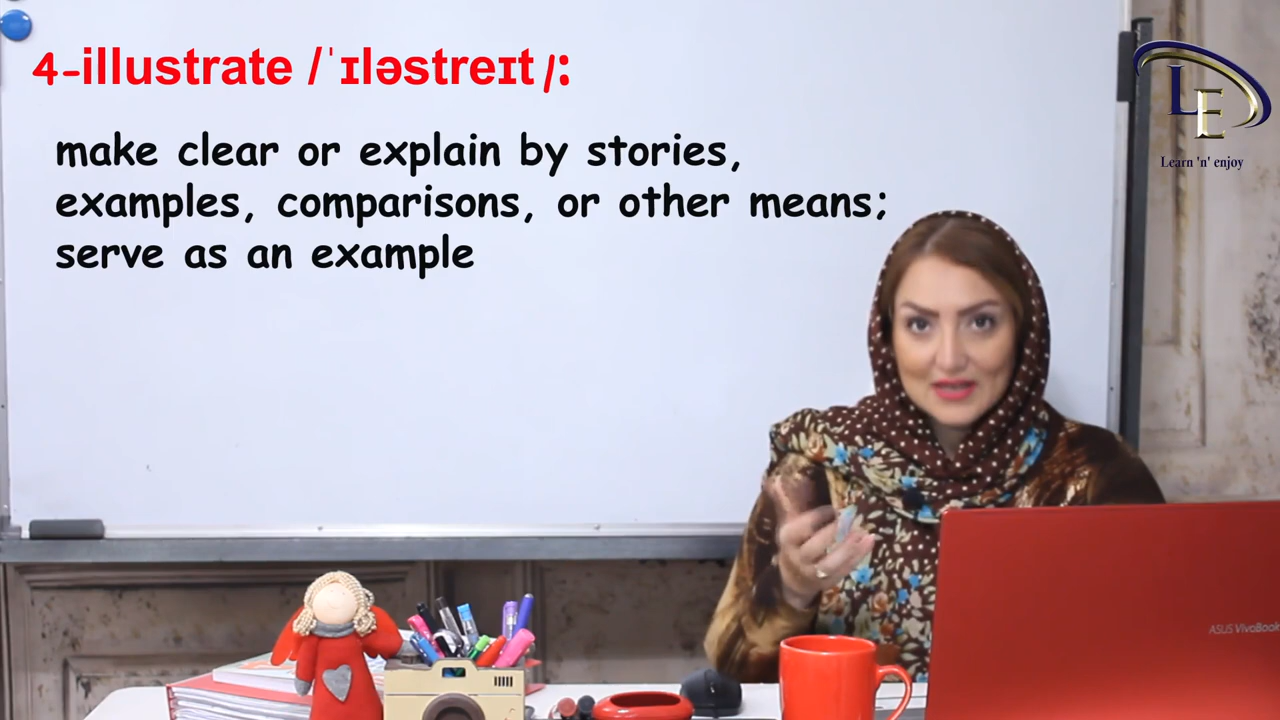 4-illustrate /ˈɪləstreɪt/:
make clear or explain by stories,
examples, comparisons, or other means;
serve as an example
LE
Learn 'n' enjoy
ASUS VivoBook